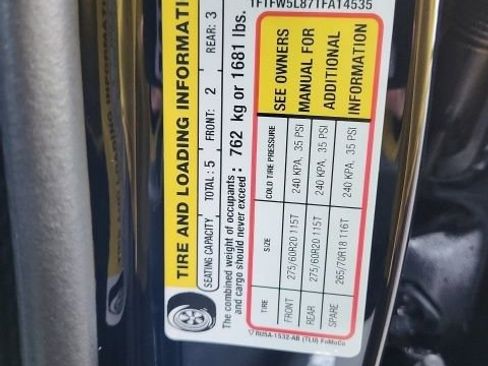 1FTFW5L87TFA14535
TIRE AND LOADING INFORMATION
SEATING CAPACITY TOTAL: 5 FRONT: 2 REAR: 3
The combined weight of occupants
and cargo should never exceed: 762 kg or 1681 lbs.
TIRE SIZE COLD TIRE PRESSURE
FRONT 275/60R20 115T 240 KPA, 35 PSI
REAR 275/60R20 115T 240 KPA, 35 PSI
SPARE 265/70R18 116T 240 KPA, 35 PSI
SEE OWNERS
MANUAL FOR
ADDITIONAL
INFORMATION
RU5A-1532-AB (TLU) FoMoCo